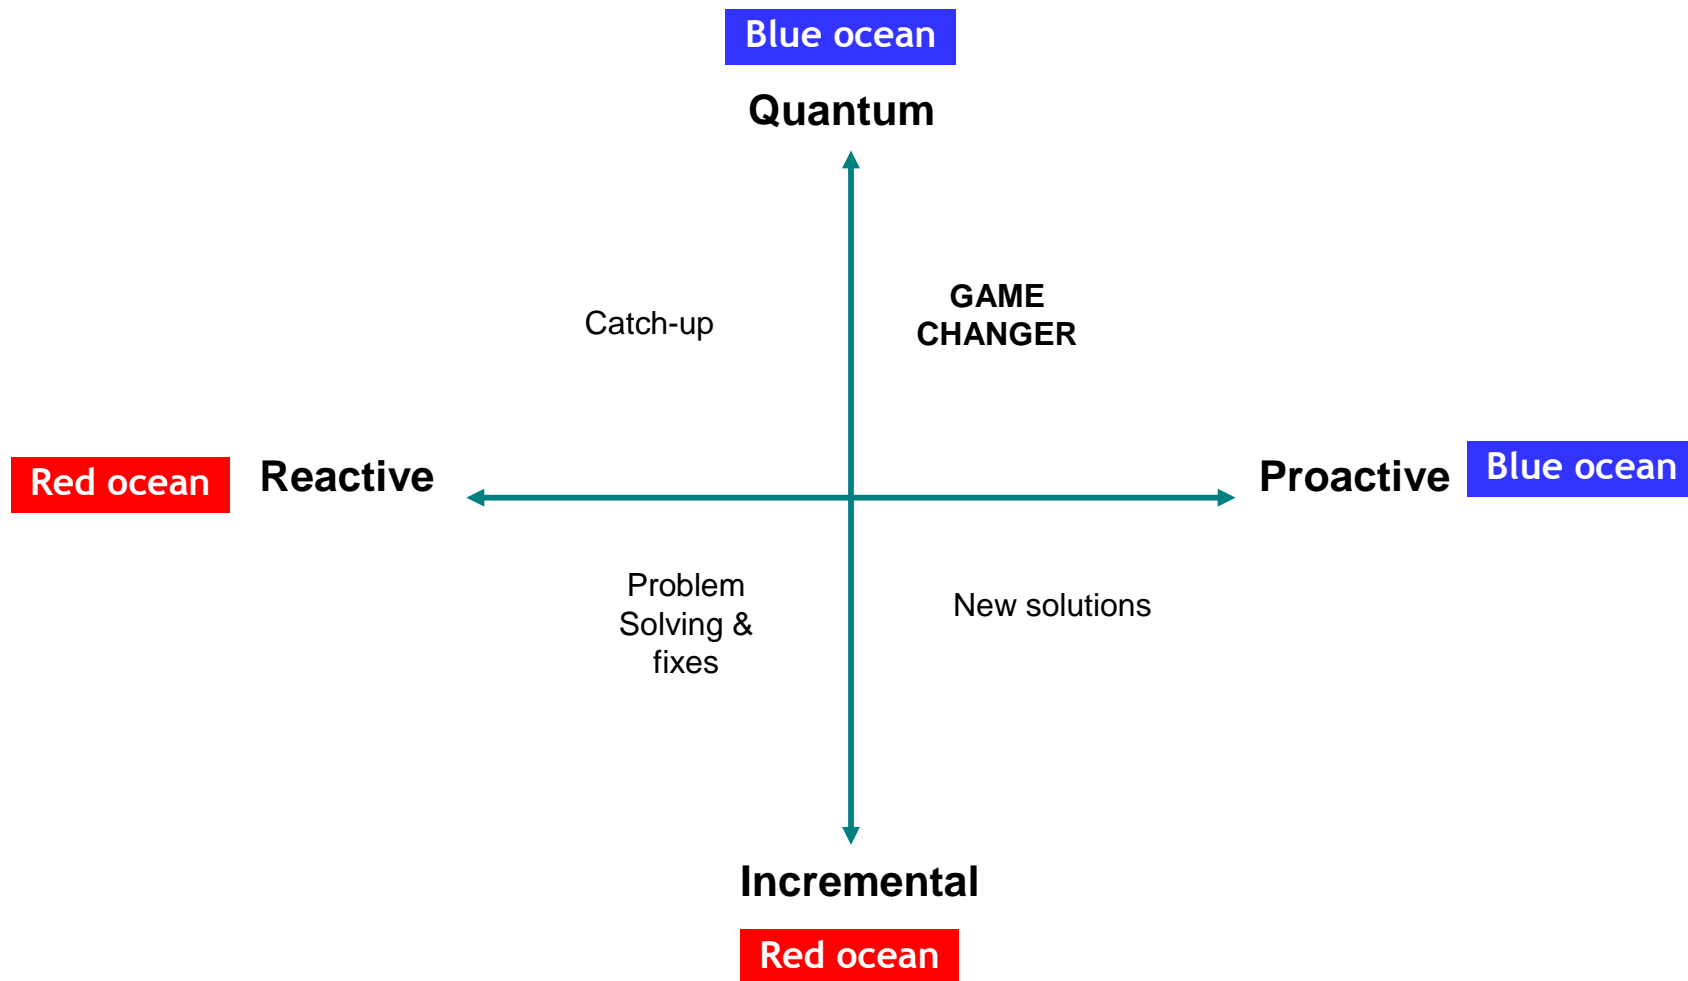 Blue ocean
Quantum
Catch-up
GAME
CHANGER
Red ocean
Reactive
Proactive
Blue ocean
Problem
Solving &
fixes
New solutions
Incremental
Red ocean